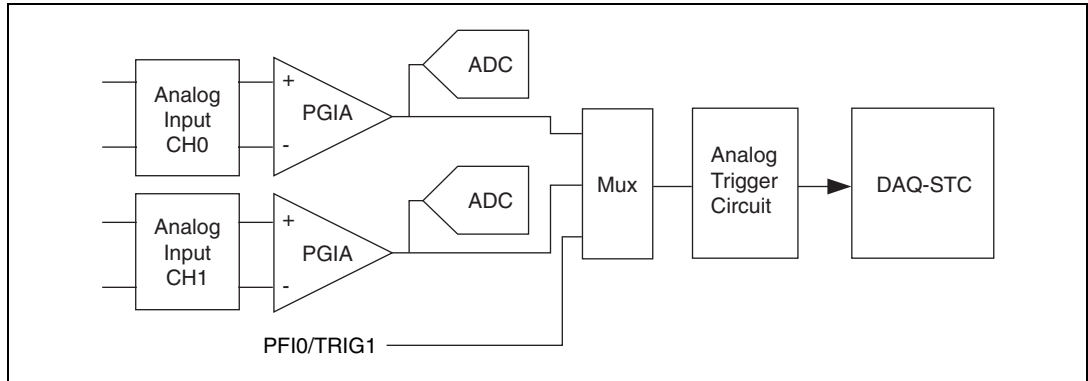 Analog
Input
CH0
+
-
PGIA
ADC
Analog
Input
CH1
+
-
PGIA
ADC
PFI0/TRIG1
Mux
Analog
Trigger
Circuit
DAQ-STC